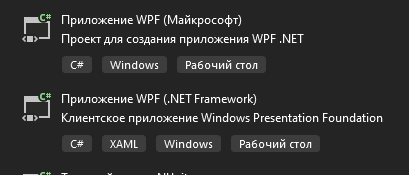 C#
Приложение WPF (Майкрософт)
Проект для создания приложения WPF .NET
C# Windows Рабочий стол
C#
Приложение WPF (.NET Framework)
Клиентское приложение Windows Presentation Foundation
C# XAML Windows Рабочий стол
C#